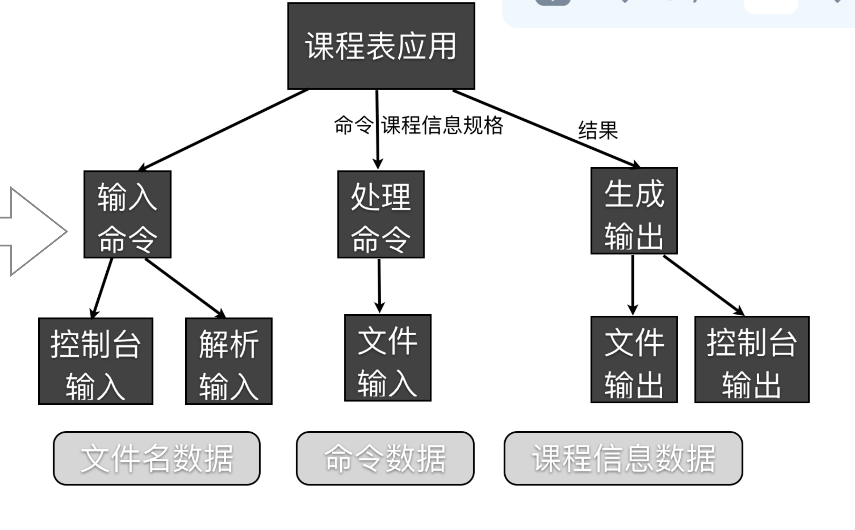 课程表应用
命令 课程信息规格
结果
输入
命令
处理
命令
生成
输出
控制台
输入
解析
输入
文件
输入
文件
输出
控制台
输出
文件名数据
命令数据
课程信息数据